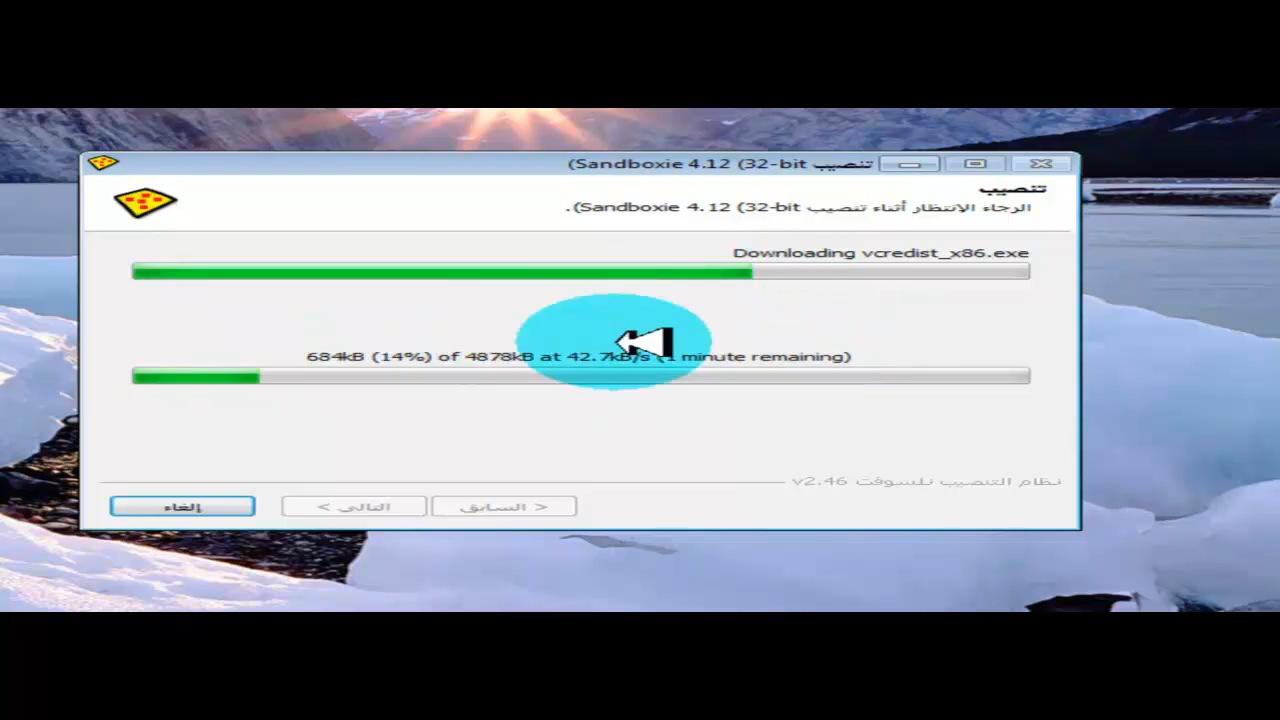 تنصيب Sandboxie 4.12 (32-bit)
تنصيب
الرجاء الانتظار أثناء تنصيب Sandboxie 4.12 (32-bit).
Downloading vcredist_x86.exe
684kB (14%) of 4878kB at 42.7kB/s (1 minute remaining)
نظام التنصيب نلسوفت v2.46
< السابق
التالي >
إلغاء